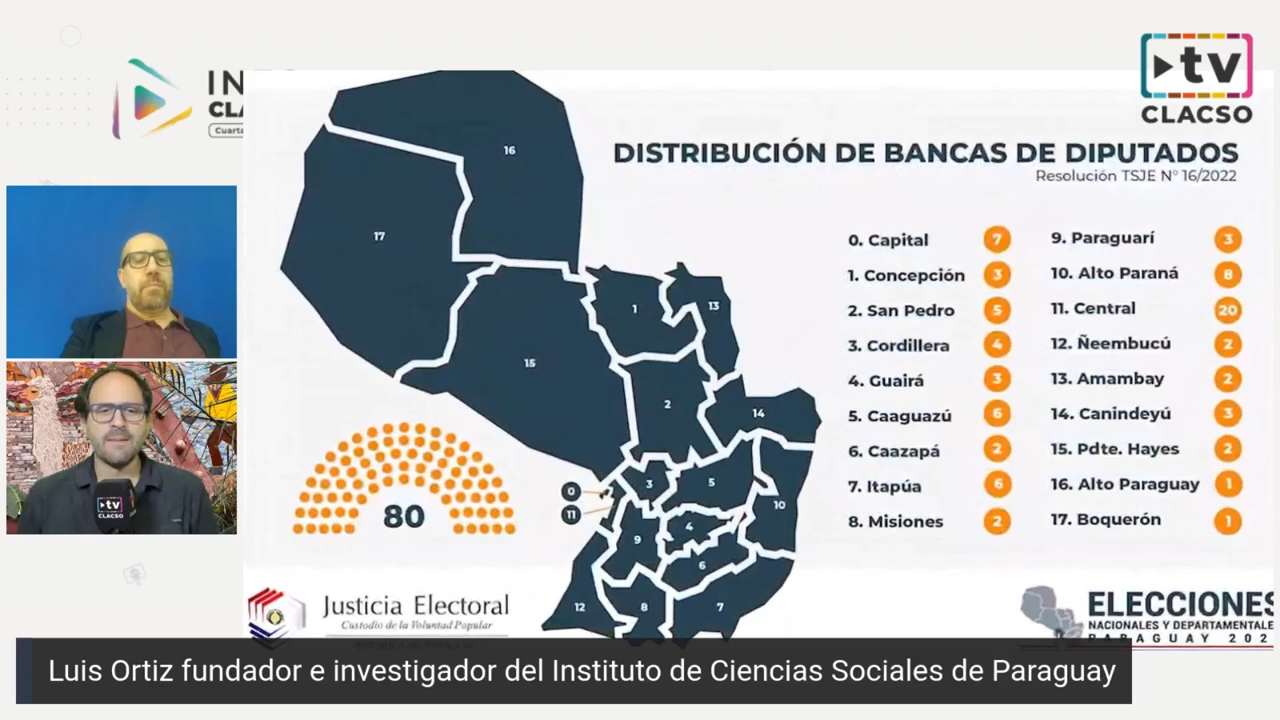 IN
CLA
Cuarta
tv
CLACSO
DISTRIBUCIÓN DE BANCAS DE DIPUTADOS
Resolución TSJE N° 16/2022
0. Capital 7
1. Concepción 3
2. San Pedro 5
3. Cordillera 4
4. Guairá 3
5. Caaguazú 6
6. Caazapá 2
7. Itapúa 6
8. Misiones 2
9. Paraguarí 3
10. Alto Paraná 8
11. Central 20
12. Ñeembucú 2
13. Amambay 2
14. Canindeyú 3
15. Pdte. Hayes 2
16. Alto Paraguay 1
17. Boquerón 1
16
17
1
13
15
2
14
0
11
3
5
10
4
9
6
12
8
7
80
tv
CLACSO
Justicia Electoral
Custodio de la Voluntad Popular
ELECCIONES
NACIONALES Y DEPARTAMENTALE
PARAGUAY 202
Luis Ortiz fundador e investigador del Instituto de Ciencias Sociales de Paraguay